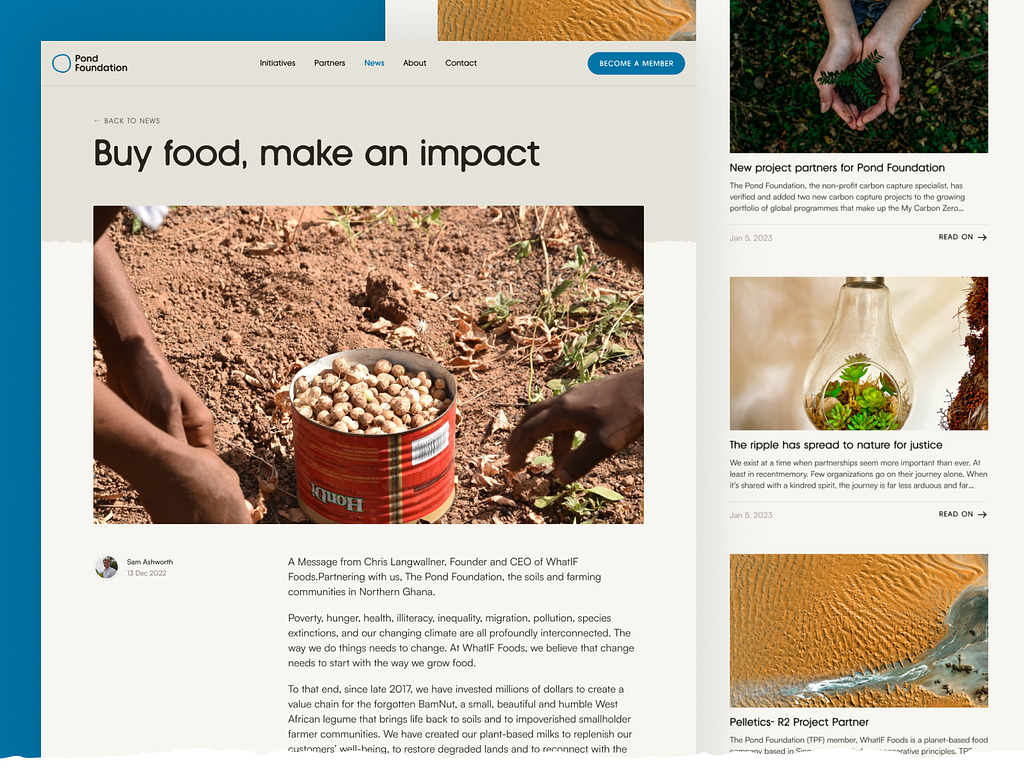 Pond
Foundation
Initiatives
Partners
News
About
Contact
BECOME A MEMBER
← BACK TO NEWS
Buy food, make an impact
HonDi
Sam Ashworth
13 Dec 2022
A Message from Chris Langwallner, Founder and CEO of WhatIF
Foods.Partnering with us, The Pond Foundation, the soils and farming
communities in Northern Ghana.
Poverty, hunger, health, illiteracy, inequality, migration, pollution, species
extinctions, and our changing climate are all profoundly interconnected. The
way we do things needs to change. At WhatIF Foods, we believe that change
needs to start with the way we grow food.
To that end, since late 2017, we have invested millions of dollars to create a
value chain for the forgotten BamNut, a small, beautiful and humble West
African legume that brings life back to soils and to impoverished smallholder
farmer communities. We have created our plant-based milks to replenish our
customers' well-being, to restore degraded lands and to reconnect with the
New project partners for Pond Foundation
The Pond Foundation, the non-profit carbon capture specialist, has
verified and added two new carbon capture projects to the growing
portfolio of global programmes that make up the My Carbon Zero...
Jan 5, 2023
READ ON →
The ripple has spread to nature for justice
We exist at a time when partnerships seem more important than ever. At
least in recentmemory. Few organizations go on their journey alone. When
it's shared with a kindred spirit, the journey is far less arduous and far...
Jan 5, 2023
READ ON →
Pelletics- R2 Project Partner
The Pond Foundation (TPF) member, WhatIF Foods is a planet-based food
company based in